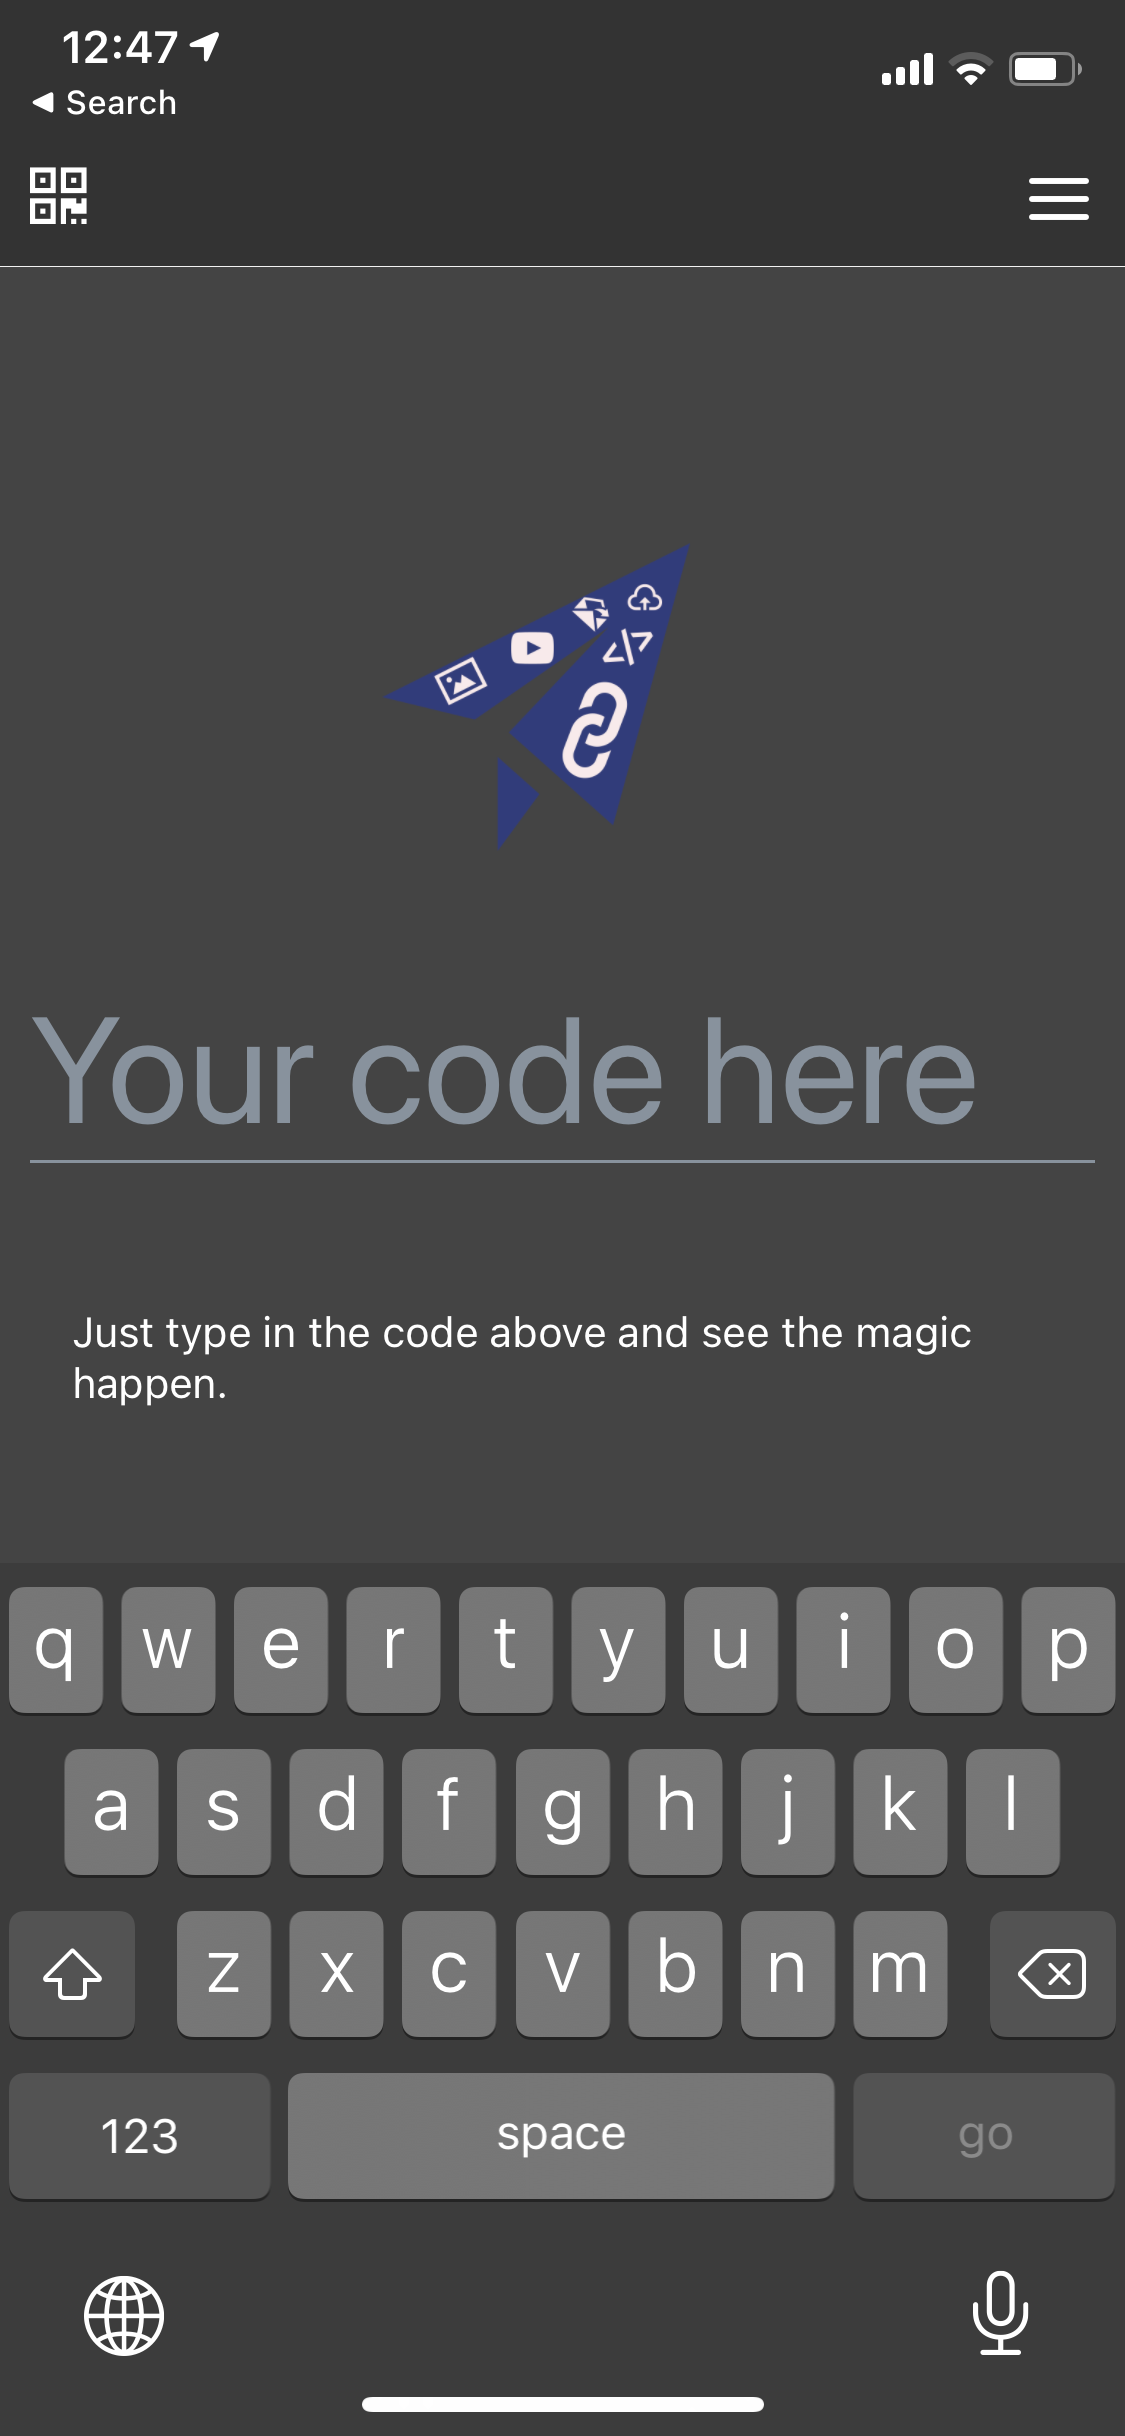 12:47
Search
Your code here
Just type in the code above and see the magic
happen.
q w e r t y u i o p
a s d f g h j k l
z x c v b n m
123 space go